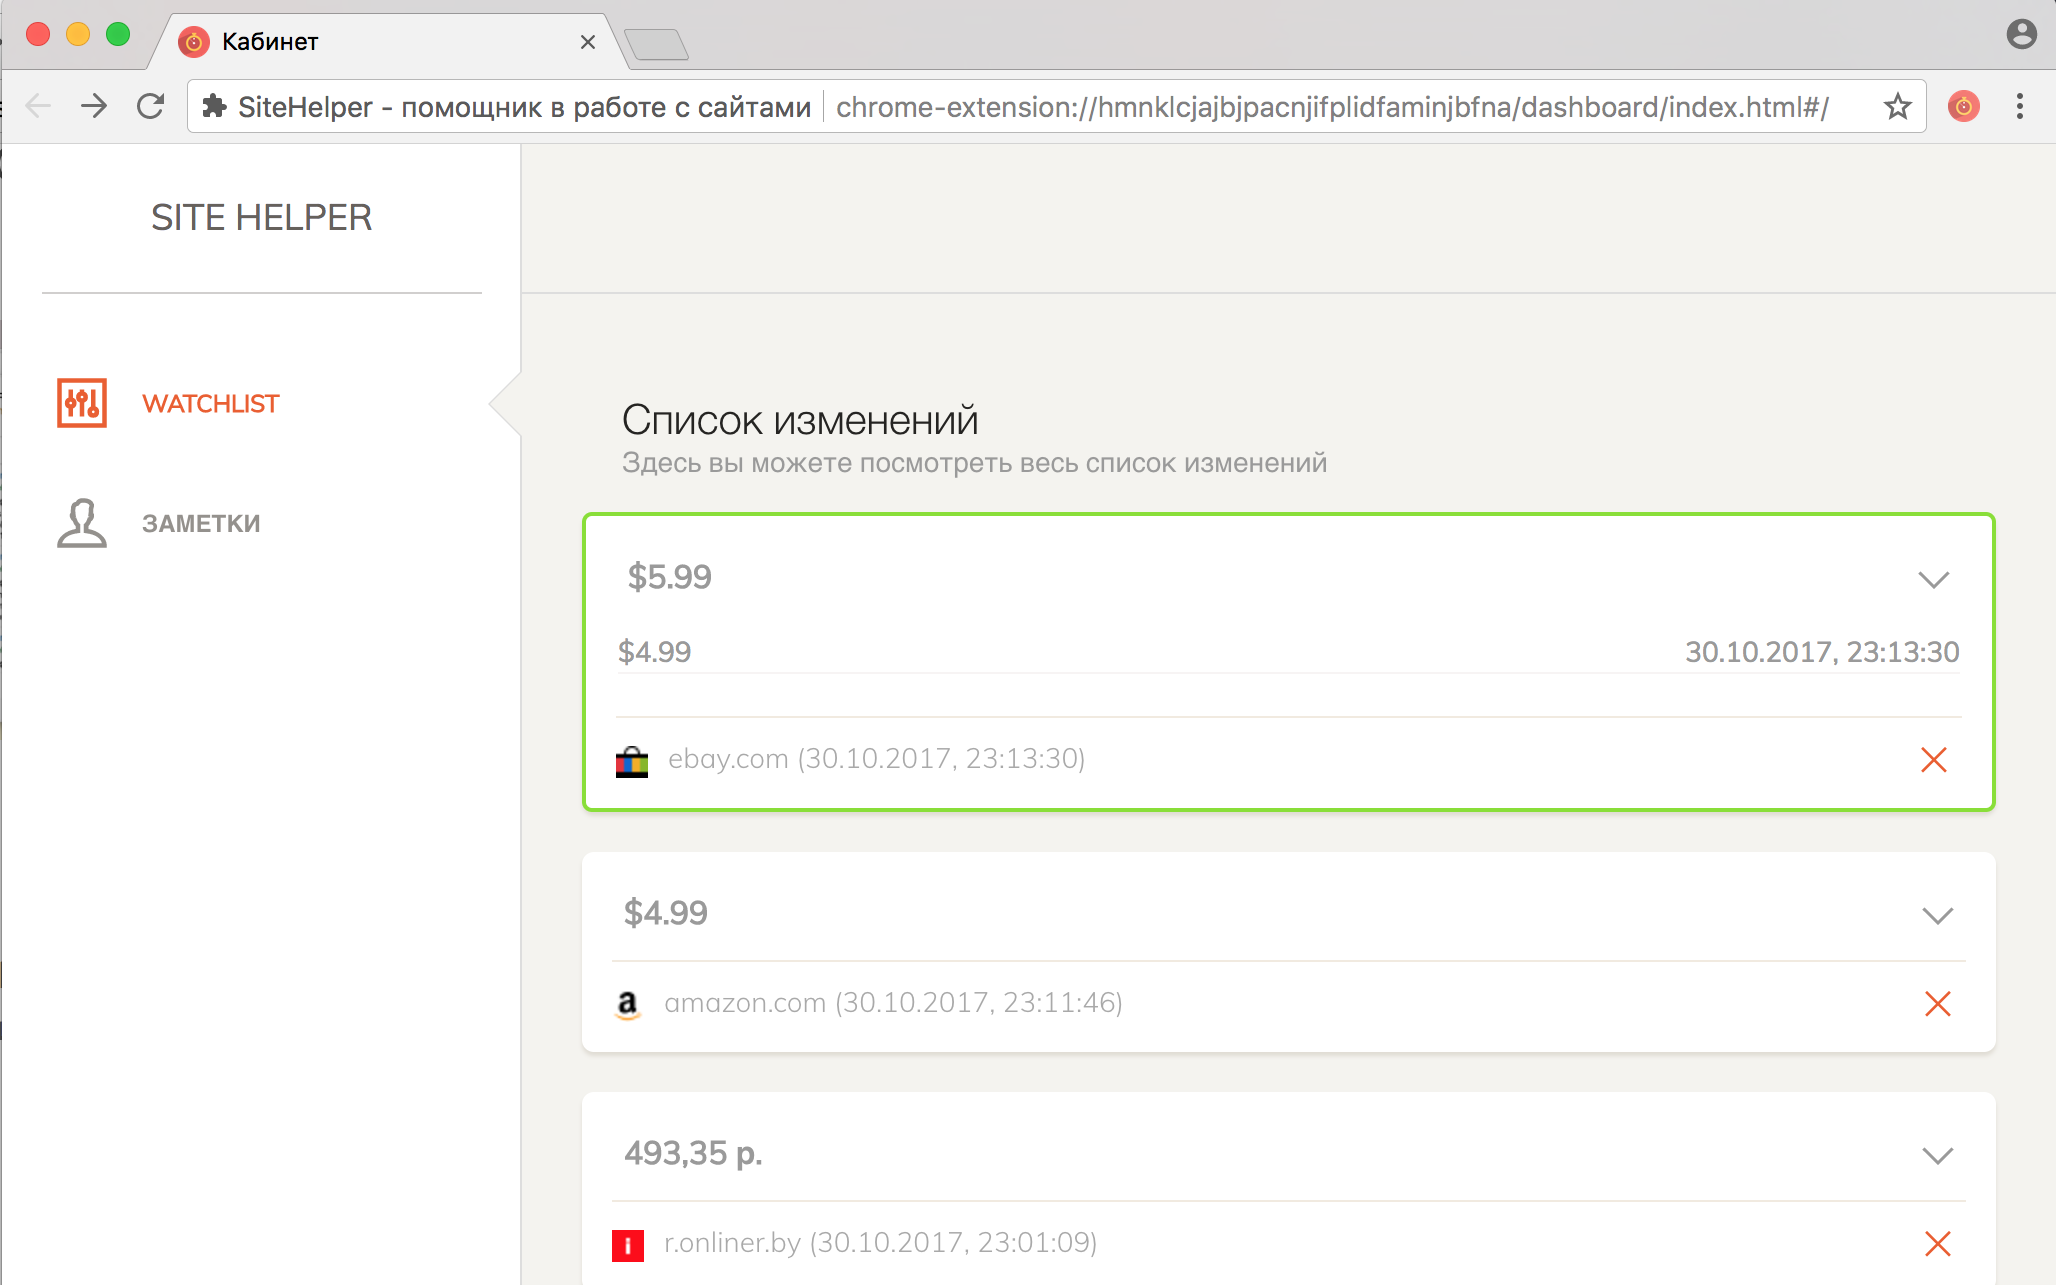 Кабинет
SiteHelper - помощник в работе с сайтами
chrome-extension://hmnklcjajbjpacnjifplidfaminjbfna/dashboard/index.html#/
SITE HELPER
WATCHLIST
ЗАМЕТКИ
Список изменений
Здесь вы можете посмотреть весь список изменений
$5.99
$4.99 30.10.2017, 23:13:30
ebay.com (30.10.2017, 23:13:30)
$4.99
a amazon.com (30.10.2017, 23:11:46)
493,35 р.
i r.onliner.by (30.10.2017, 23:01:09)